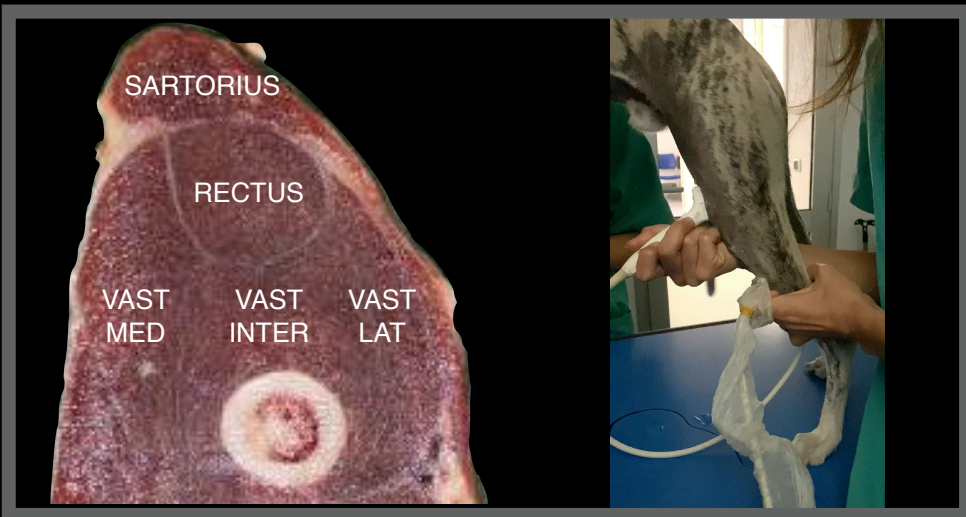 SARTORIUS
RECTUS
VAST
MED
VAST
INTER
VAST
LAT